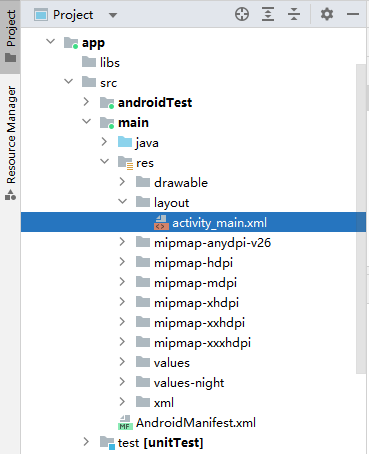 Project
Resource Manager
Project
app
libs
src
androidTest
main
java
res
drawable
layout
activity_main.xml
mipmap-anydpi-v26
mipmap-hdpi
mipmap-mdpi
mipmap-xhdpi
mipmap-xxhdpi
mipmap-xxxhdpi
values
values-night
xml
MF AndroidManifest.xml
test [unitTest]